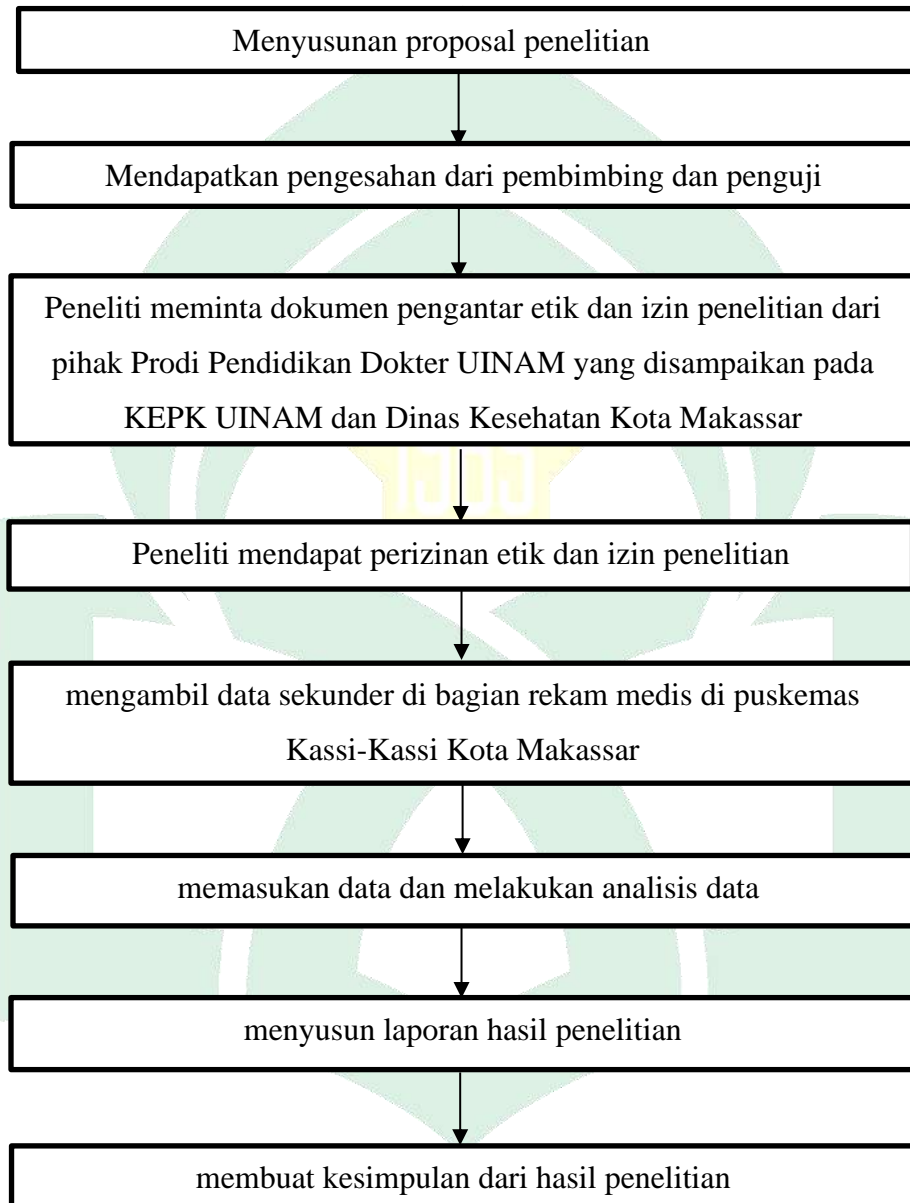 Menyusunan proposal penelitian
Mendapatkan pengesahan dari pembimbing dan penguji
Peneliti meminta dokumen pengantar etik dan izin penelitian dari
pihak Prodi Pendidikan Dokter UINAM yang disampaikan pada
KEPK UINAM dan Dinas Kesehatan Kota Makassar
1965
Peneliti mendapat perizinan etik dan izin penelitian
mengambil data sekunder di bagian rekam medis di puskemas
Kassi-Kassi Kota Makassar
memasukan data dan melakukan analisis data
menyusun laporan hasil penelitian
membuat kesimpulan dari hasil penelitian